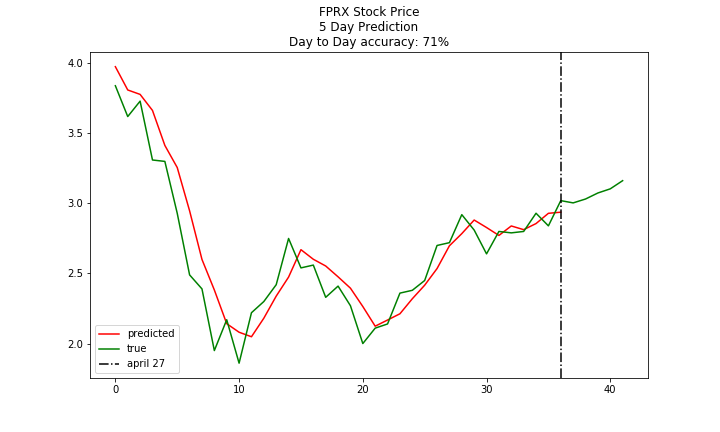 FPRX Stock Price
5 Day Prediction
Day to Day accuracy: 71%
4.0
3.5
3.0
2.5
2.0
predicted
true
april 27
0 10 20 30 40